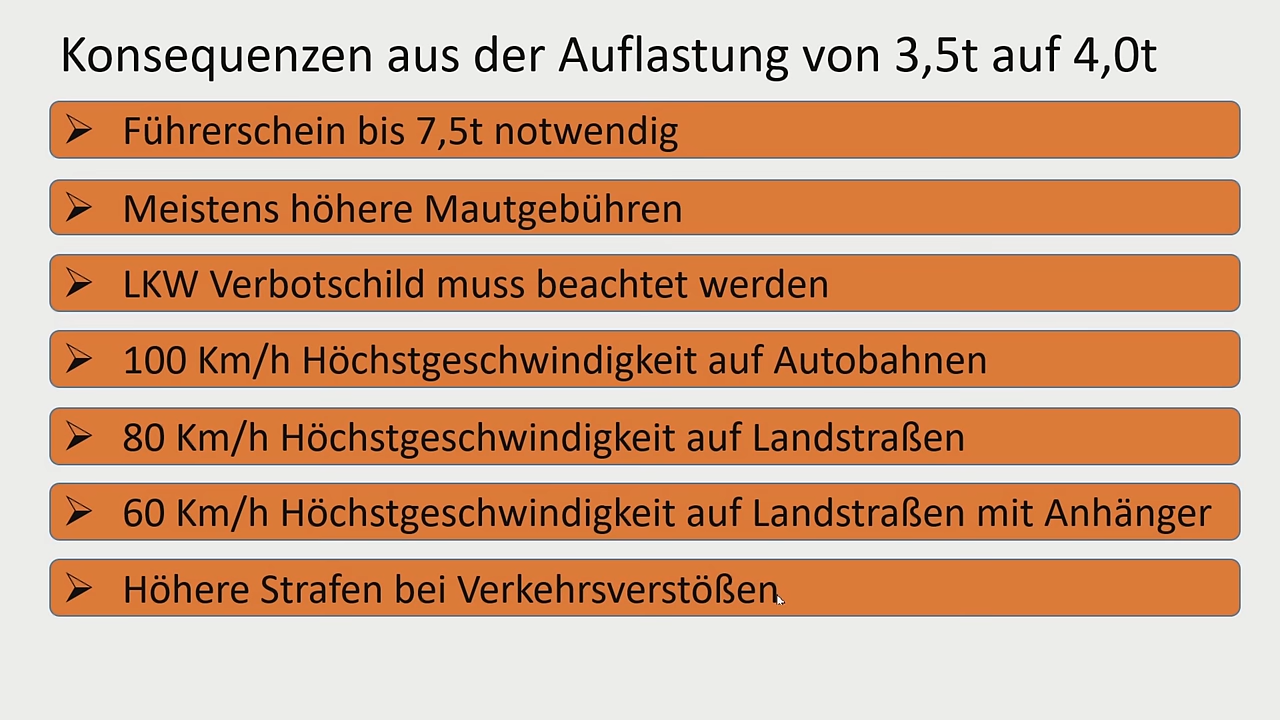 Konsequenzen aus der Auflastung von 3,5t auf 4,0t
➢ Führerschein bis 7,5t notwendig
➢ Meistens höhere Mautgebühren
➢ LKW Verbotschild muss beachtet werden
➢ 100 Km/h Höchstgeschwindigkeit auf Autobahnen
➢ 80 Km/h Höchstgeschwindigkeit auf Landstraßen
➢ 60 Km/h Höchstgeschwindigkeit auf Landstraßen mit Anhänger
➢ Höhere Strafen bei Verkehrsverstößen